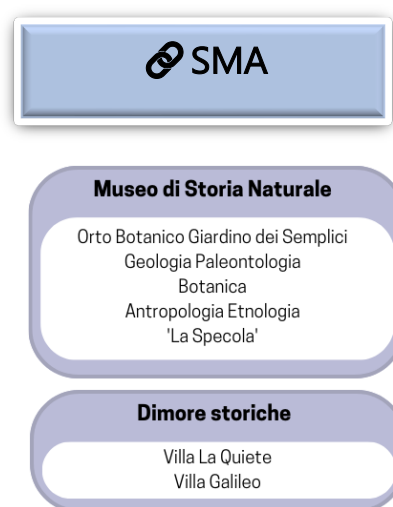 SMA
Museo di Storia Naturale
Orto Botanico Giardino dei Semplici
Geologia Paleontologia
Botanica
Antropologia Etnologia
'La Specola'
Dimore storiche
Villa La Quiete
Villa Galileo